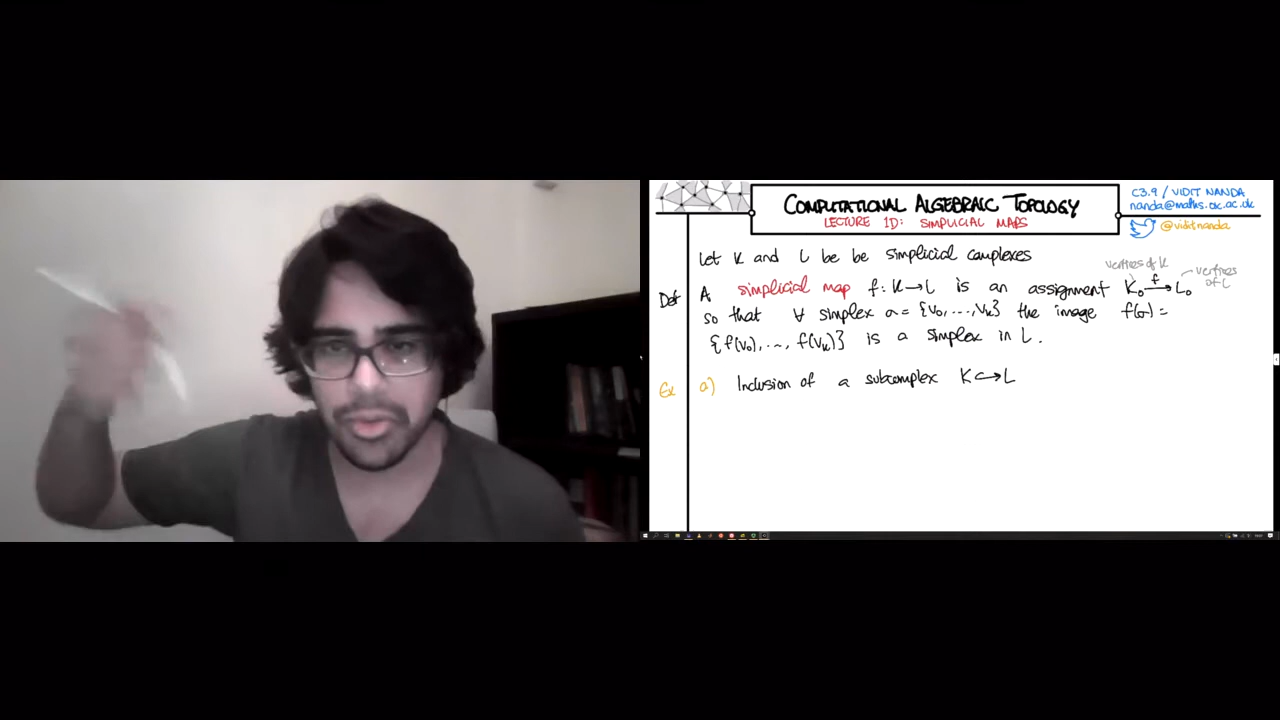 COMPUTATIONAL ALGEBRAIC TOPOLOGY
LECTURE 1D: SIMPLICIAL MAPS
C3.9 / VIDIT NANDA
nanda@maths.ox.ac.uk
@viditnanda
Let K and L be be simplicial complexes
vertices of K
vertices of L
Def A simplicial map f: K→L is an assignment K₀ →f L₀
so that ∀ simplex σ = {v₀,...,vₖ} the image f(σ) =
{f(v₀),..., f(vₖ)} is a simplex in L.
Ex a) Inclusion of a subcomplex K↪L